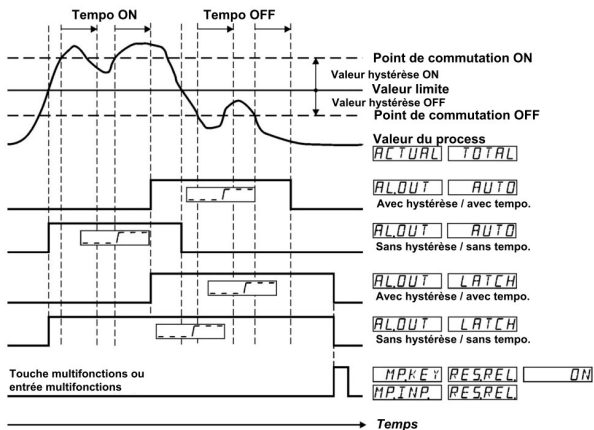 Tempo ON
Tempo OFF
Point de commutation ON
Valeur hystérèse ON
Valeur limite
Valeur hystérèse OFF
Point de commutation OFF
Valeur du process
ACTUAL TOTAL
AL.OUT AUTO
Avec hystérèse / avec tempo.
AL.OUT AUTO
Sans hystérèse / sans tempo.
AL.OUT LATCH
Avec hystérèse / avec tempo.
AL.OUT LATCH
Sans hystérèse / sans tempo.
Touche multifonctions ou
entrée multifonctions
MP.KEY RES.REL. ON
MP.INP. RES.REL.
Temps